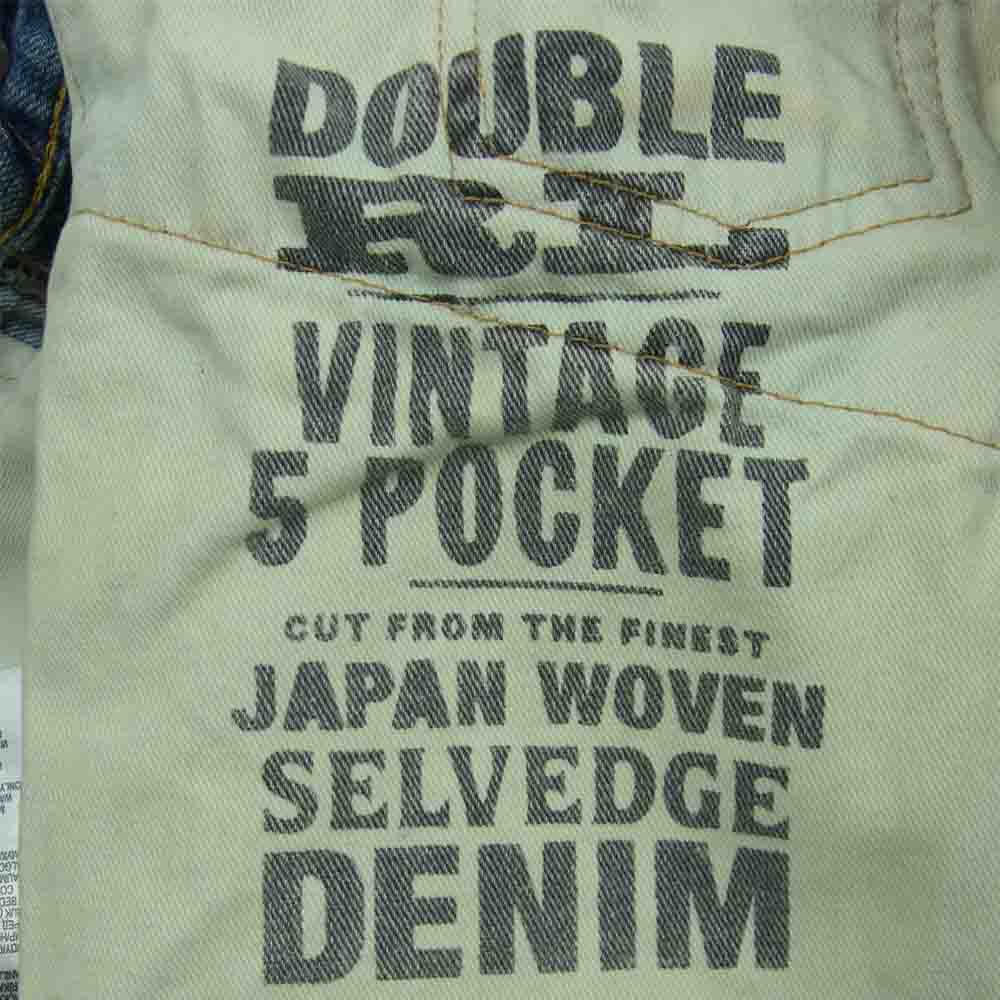 DOUBLE
RL
VINTAGE
5 POCKET
CUT FROM THE FINEST
JAPAN WOVEN
SELVEDGE
DENIM